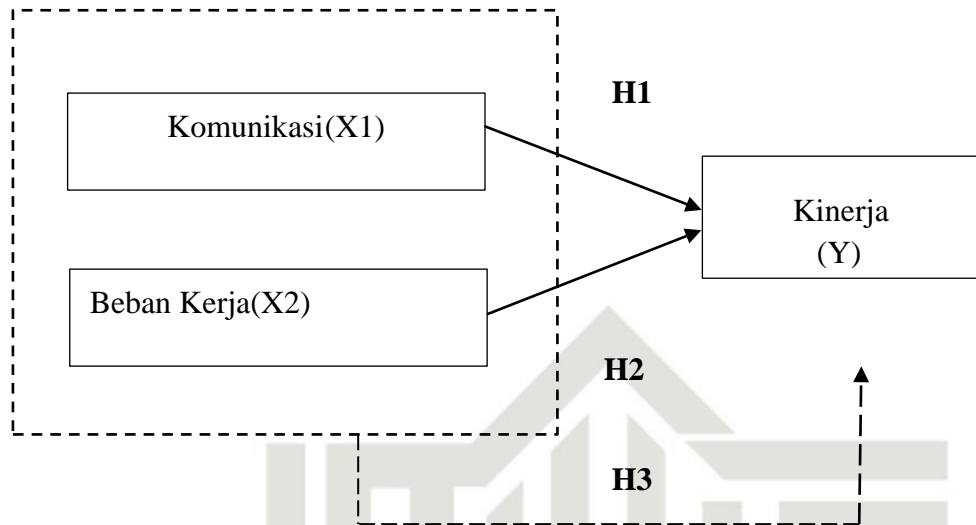 H1
Komunikasi(X1)
Kinerja
(Y)
Beban Kerja(X2)
H2
H3